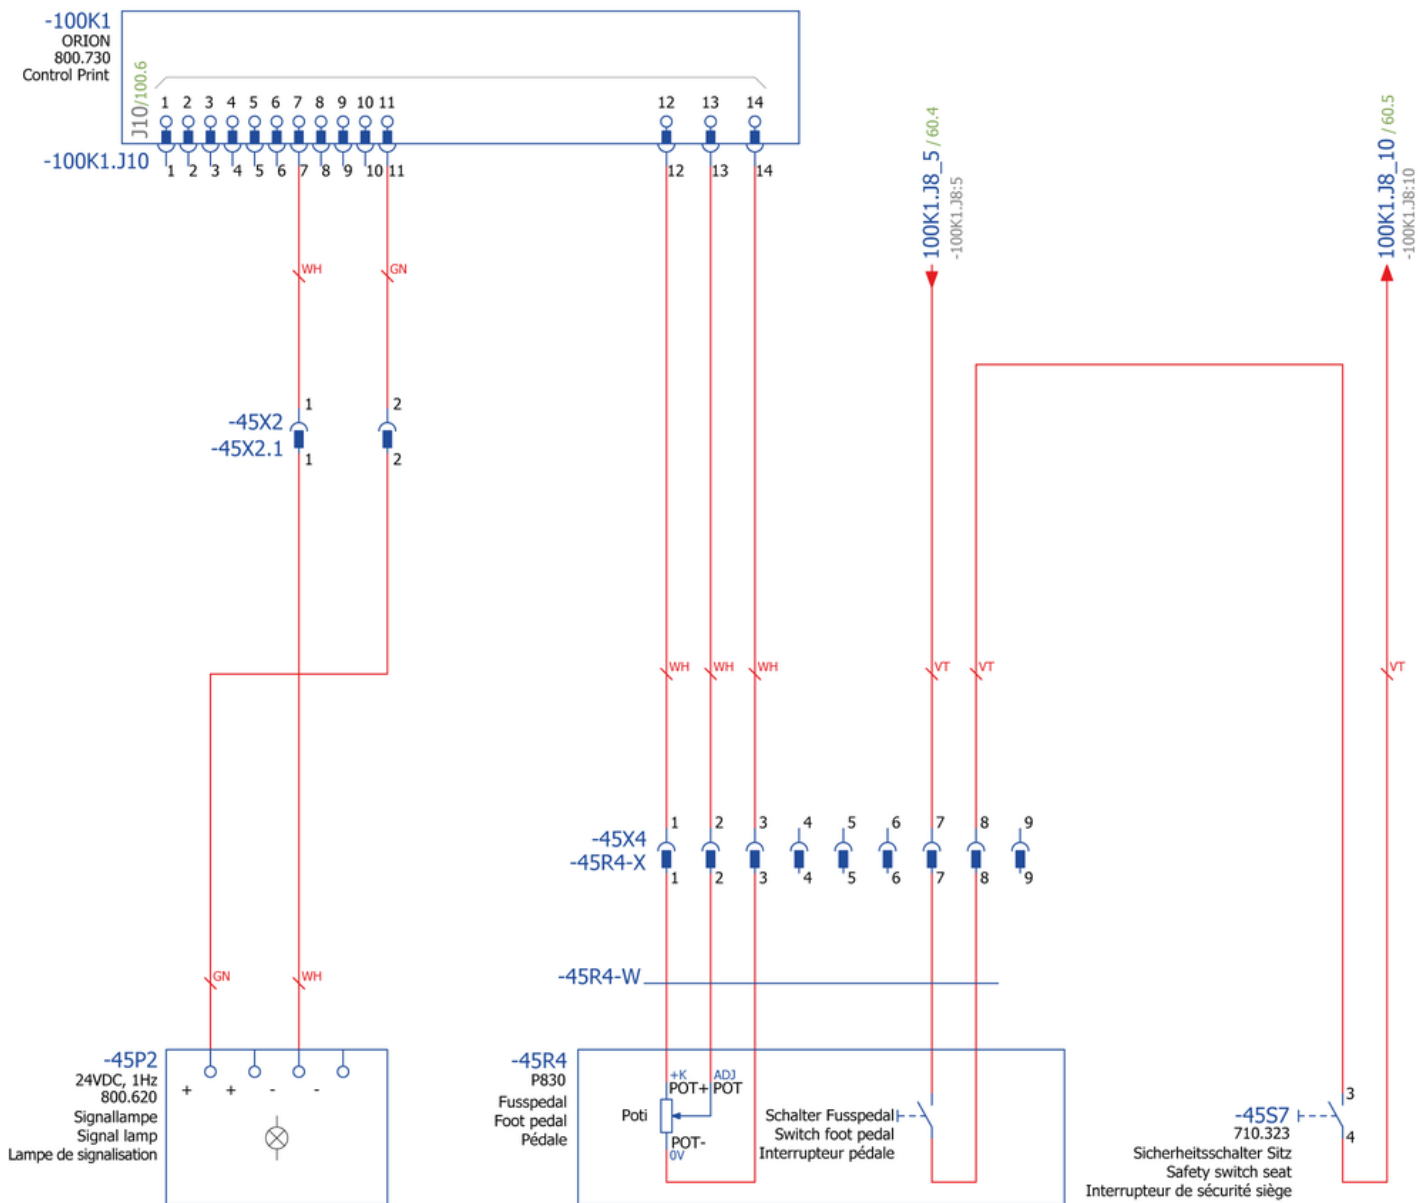 -100K1
ORION
800.730
Control Print
J10/100.6
1 2 3 4 5 6 7 8 9 10 11 12 13 14
-100K1.J10
1 2 3 4 5 6 7 8 9 10 11 12 13 14
100K1.J8_5 / 60.4
-100K1.J8:5
100K1.J8_10 / 60.5
-100K1.J8:10
WH GN
1 2
-45X2
-45X2.1
1 2
WH WH WH VT VT VT
1 2 3 4 5 6 7 8 9
-45X4
-45R4-X
1 2 3 4 5 6 7 8 9
GN WH
-45R4-W
-45P2
24VDC, 1Hz
800.620
Signallampe
Signal lamp
Lampe de signalisation
+ + - -
-45R4
P830
Fusspedal
Foot pedal
Pédale
+K ADJ
POT+ POT
Poti
POT-
0V
Schalter Fusspedal
Switch foot pedal
Interrupteur pédale
3
-45S7
4
710.323
Sicherheitsschalter Sitz
Safety switch seat
Interrupteur de sécurité siège